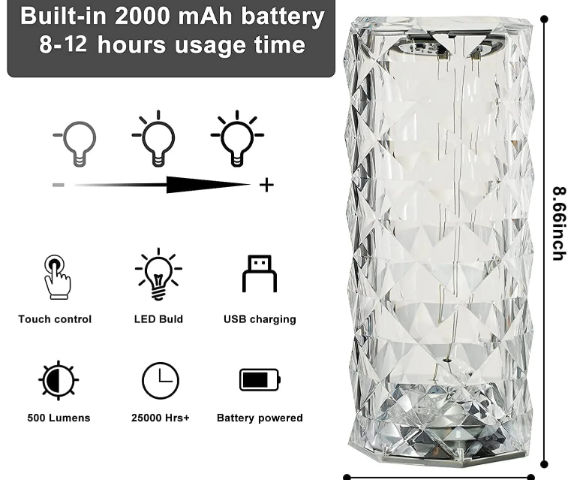 Built-in 2000 mAh battery
8-12 hours usage time
- +
Touch control
LED Buld
USB charging
500 Lumens
25000 Hrs+
Battery powered
8.66inch